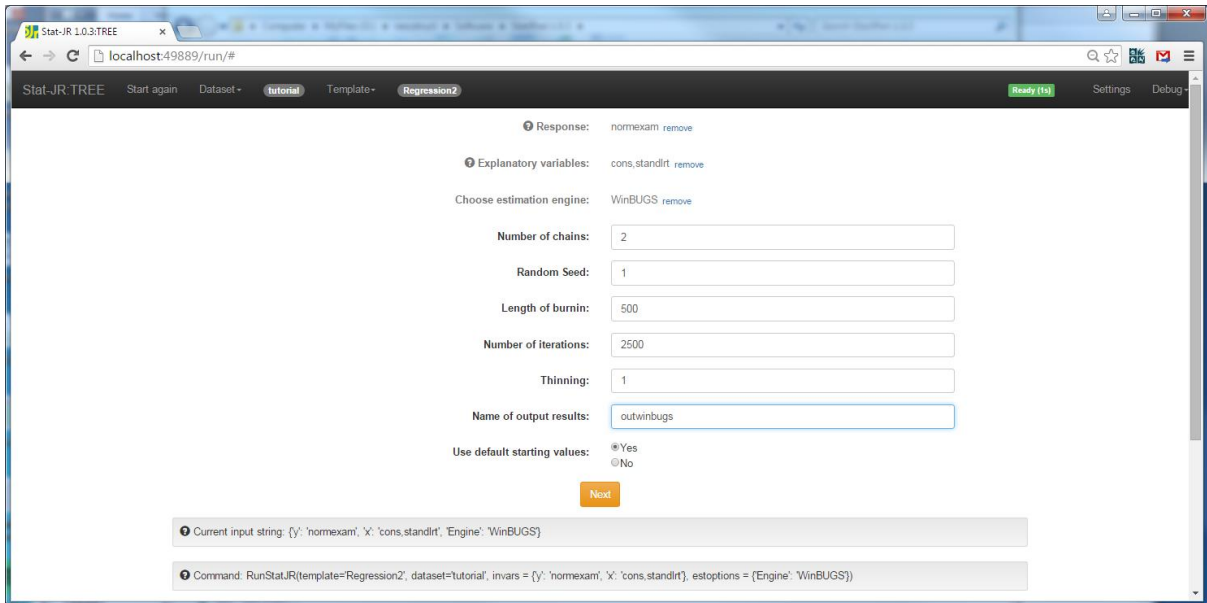 Stat-JR 1.0.3:TREE
localhost:49889/run/#
Stat-JR:TREE Start again Dataset tutorial Template Regression2 Ready (1s) Settings Debug
Response: normexam remove
Explanatory variables: cons,standlrt remove
Choose estimation engine: WinBUGS remove
Number of chains: 2
Random Seed: 1
Length of burnin: 500
Number of iterations: 2500
Thinning: 1
Name of output results: outwinbugs
Use default starting values: Yes
No
Next
Current input string: {'y': 'normexam', 'x': 'cons,standlrt', 'Engine': 'WinBUGS'}
Command: RunStatJR(template='Regression2', dataset='tutorial', invars = {'y': 'normexam', 'x': 'cons,standlrt'}, estoptions = {'Engine': 'WinBUGS'})